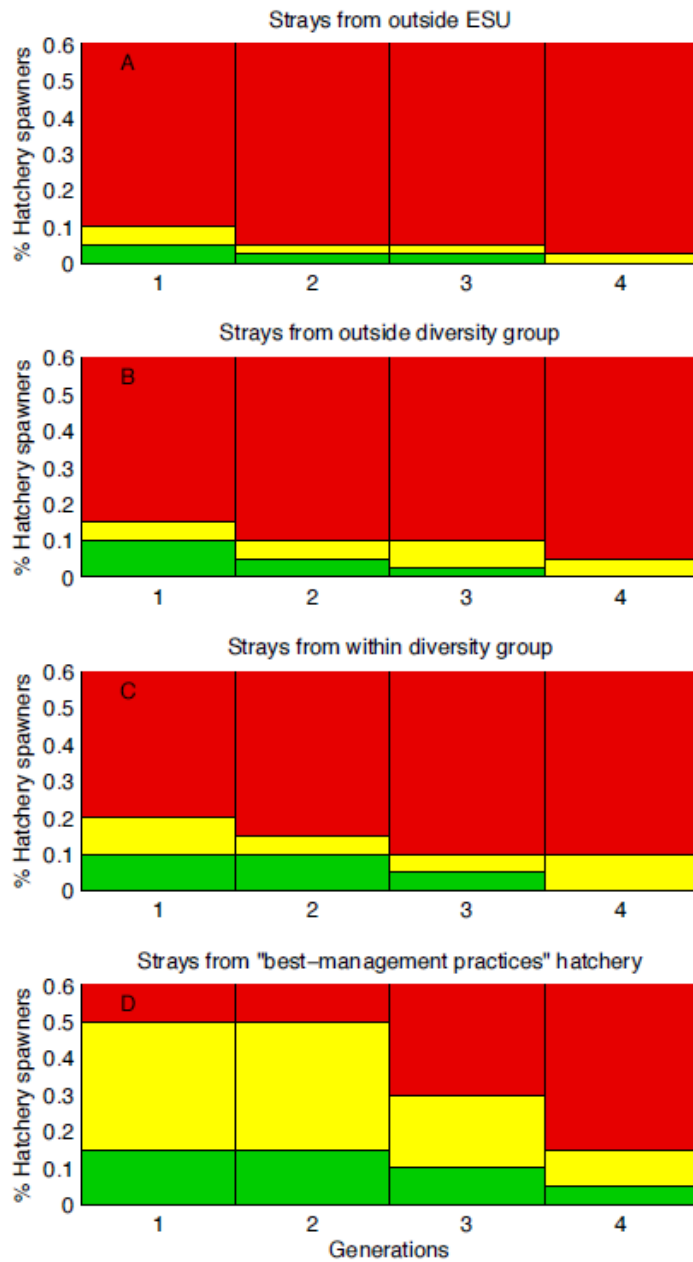 Strays from outside ESU
A
% Hatchery spawners
0.6
0.5
0.4
0.3
0.2
0.1
0
1 2 3 4
Strays from outside diversity group
B
% Hatchery spawners
0.6
0.5
0.4
0.3
0.2
0.1
0
1 2 3 4
Strays from within diversity group
C
% Hatchery spawners
0.6
0.5
0.4
0.3
0.2
0.1
0
1 2 3 4
Strays from "best–management practices" hatchery
D
% Hatchery spawners
0.6
0.5
0.4
0.3
0.2
0.1
0
1 2 3 4
Generations